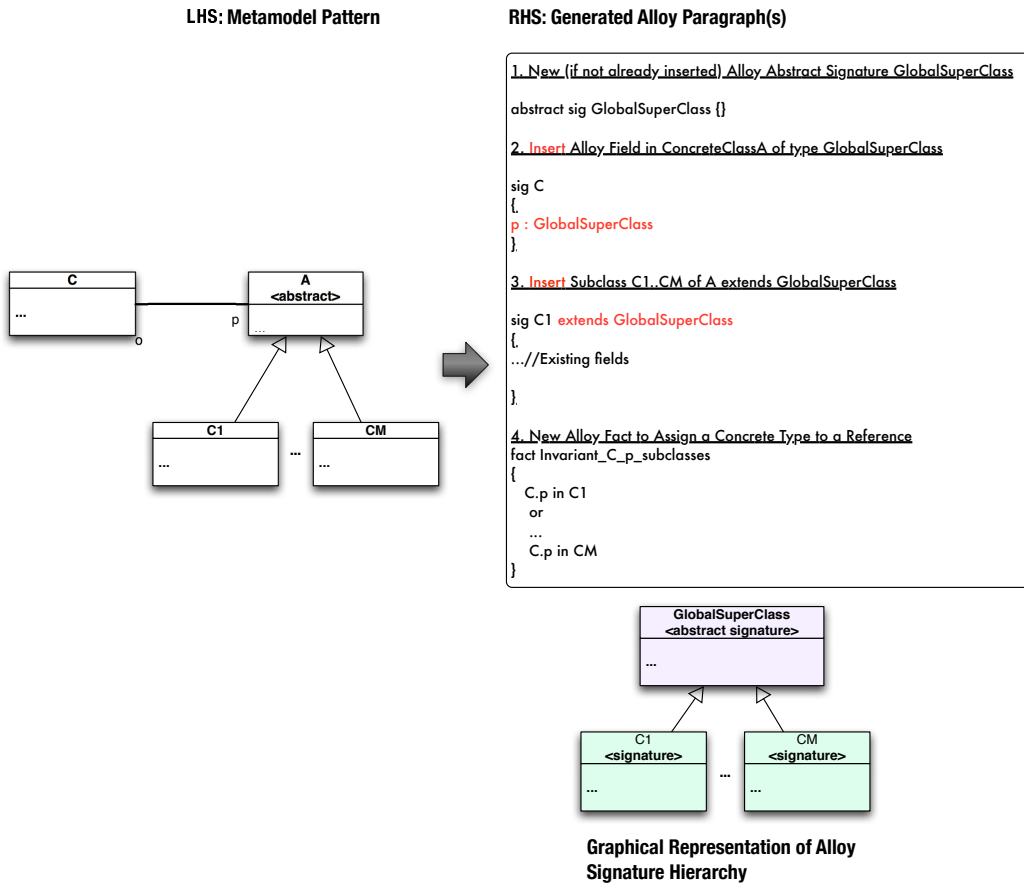 LHS: Metamodel Pattern
RHS: Generated Alloy Paragraph(s)
C
...
o
p
A
<abstract>
...
C1
...
...
CM
...
1. New (if not already inserted) Alloy Abstract Signature GlobalSuperClass
abstract sig GlobalSuperClass {}
2. Insert Alloy Field in ConcreteClassA of type GlobalSuperClass
sig C
{
p : GlobalSuperClass
}
3. Insert Subclass C1..CM of A extends GlobalSuperClass
sig C1 extends GlobalSuperClass
{
...//Existing fields
}
4. New Alloy Fact to Assign a Concrete Type to a Reference
fact Invariant_C_p_subclasses
{
C.p in C1
or
...
C.p in CM
}
GlobalSuperClass
<abstract signature>
...
C1
<signature>
...
...
CM
<signature>
...
Graphical Representation of Alloy
Signature Hierarchy